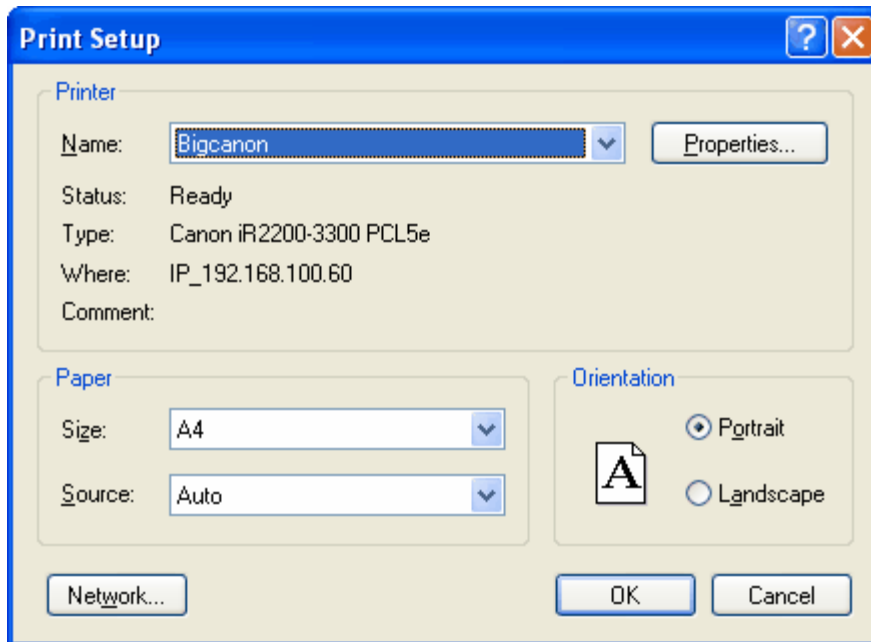 Print Setup
Printer
Name: Bigcanon Properties...
Status: Ready
Type: Canon iR2200-3300 PCL5e
Where: IP_192.168.100.60
Comment:
Paper
Size: A4
Source: Auto
Orientation
A
Portrait
Landscape
Network... OK Cancel